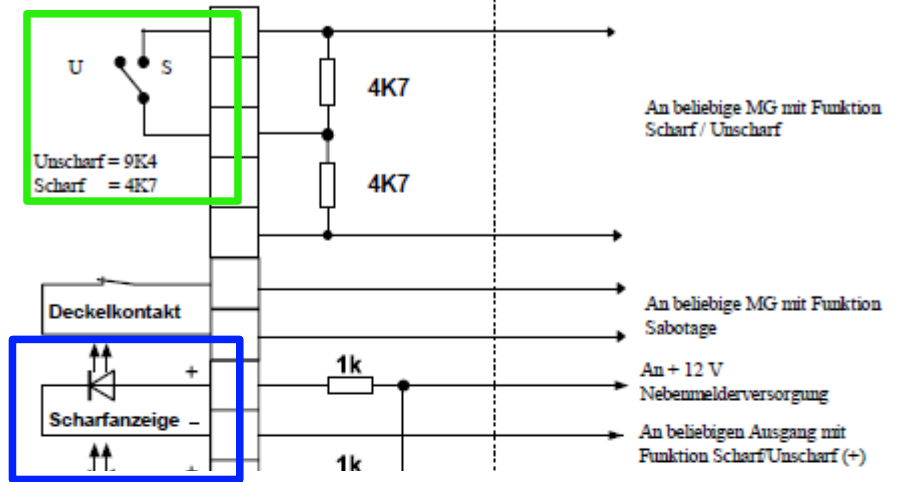 U
S
Unscharf = 9K4
Scharf = 4K7
4K7
4K7
An beliebige MG mit Funktion
Scharf / Unscharf
Deckelkontakt
An beliebige MG mit Funktion
Sabotage
+
1k
An + 12 V
Nebenmelderversorgung
Scharfanzeige –
An beliebigen Ausgang mit
Funktion Scharf/Unscharf (+)
+
1k